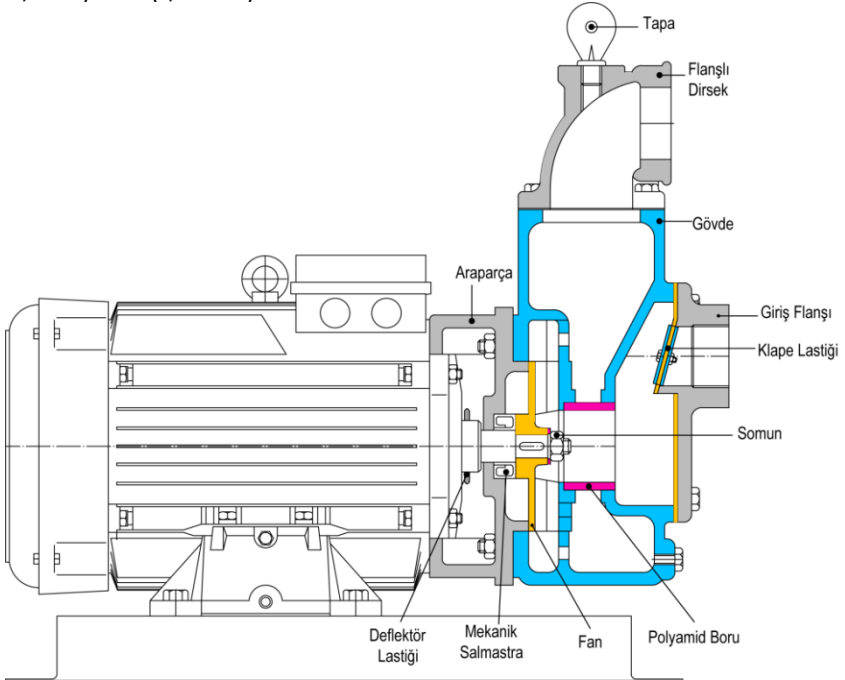 Tapa
Flanşlı
Dirsek
Gövde
Araparça
Giriş Flanşı
Klape Lastiği
Somun
Deflektör
Lastiği
Mekanik
Salmastra
Fan
Polyamid Boru